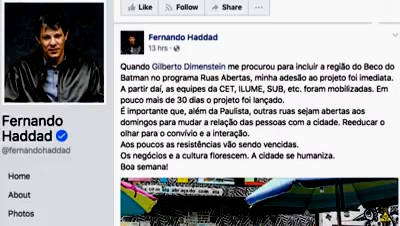 Like Follow Share
Fernando Haddad
13 hrs
Quando Gilberto Dimenstein me procurou para incluir a região do Beco do
Batman no programa Ruas Abertas, minha adesão ao projeto foi imediata.
A partir daí, as equipes da CET, ILUME, SUB, etc. foram mobilizadas. Em
pouco mais de 30 dias o projeto foi lançado.
É importante que, além da Paulista, outras ruas sejam abertas aos
domingos para mudar a relação das pessoas com a cidade. Reeducar o
olhar para o convívio e a interação.
Aos poucos as resistências vão sendo vencidas.
Os negócios e a cultura florescem. A cidade se humaniza.
Boa semana!
Fernando
Haddad
@fernandohaddad
Home
About
Photos